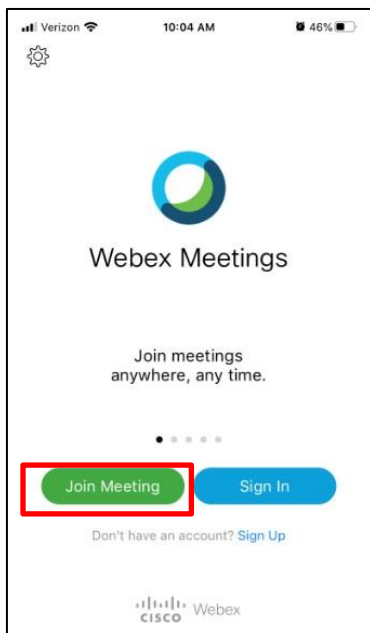 Verizon 10:04 AM 46%
Webex Meetings
Join meetings
anywhere, any time.
Join Meeting Sign In
Don't have an account? Sign Up
CISCO Webex